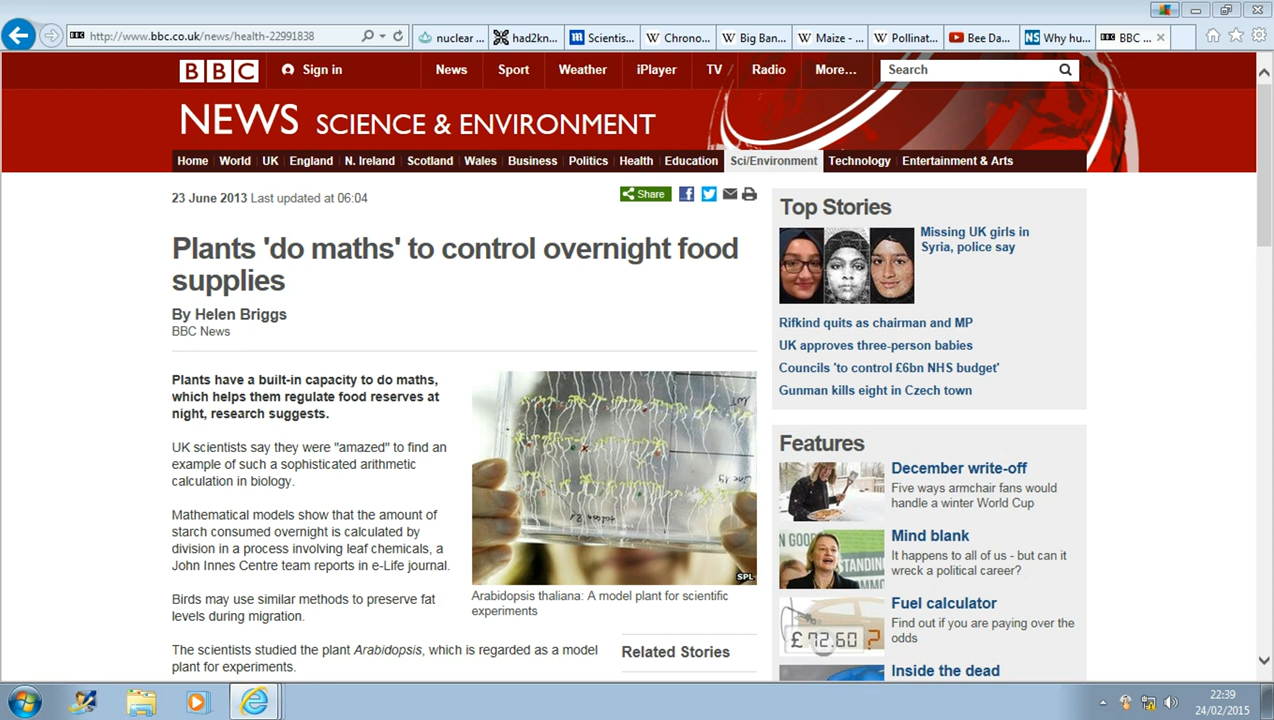 http://www.bbc.co.uk/news/health-22991838
nuclear ...
had2kn...
Scientis...
Chrono...
Big Ban...
Maize - ...
Pollinat...
Bee Da...
NS Why hu...
BBC ...
BBC
Sign in
News
Sport
Weather
iPlayer
TV
Radio
More...
Search
NEWS SCIENCE & ENVIRONMENT
Home
World
UK
England
N. Ireland
Scotland
Wales
Business
Politics
Health
Education
Sci/Environment
Technology
Entertainment & Arts
23 June 2013 Last updated at 06:04
Share
Plants 'do maths' to control overnight food
supplies
By Helen Briggs
BBC News
Plants have a built-in capacity to do maths,
which helps them regulate food reserves at
night, research suggests.
UK scientists say they were "amazed" to find an
example of such a sophisticated arithmetic
calculation in biology.
Mathematical models show that the amount of
starch consumed overnight is calculated by
division in a process involving leaf chemicals, a
John Innes Centre team reports in e-Life journal.
Birds may use similar methods to preserve fat
levels during migration.
The scientists studied the plant Arabidopsis, which is regarded as a model
plant for experiments.
SPL
Arabidopsis thaliana: A model plant for scientific
experiments
Related Stories
Top Stories
Missing UK girls in
Syria, police say
Rifkind quits as chairman and MP
UK approves three-person babies
Councils 'to control £6bn NHS budget'
Gunman kills eight in Czech town
Features
December write-off
Five ways armchair fans would
handle a winter World Cup
Mind blank
It happens to all of us - but can it
wreck a political career?
Fuel calculator
Find out if you are paying over the
odds
£72.60?
Inside the dead
22:39
24/02/2015